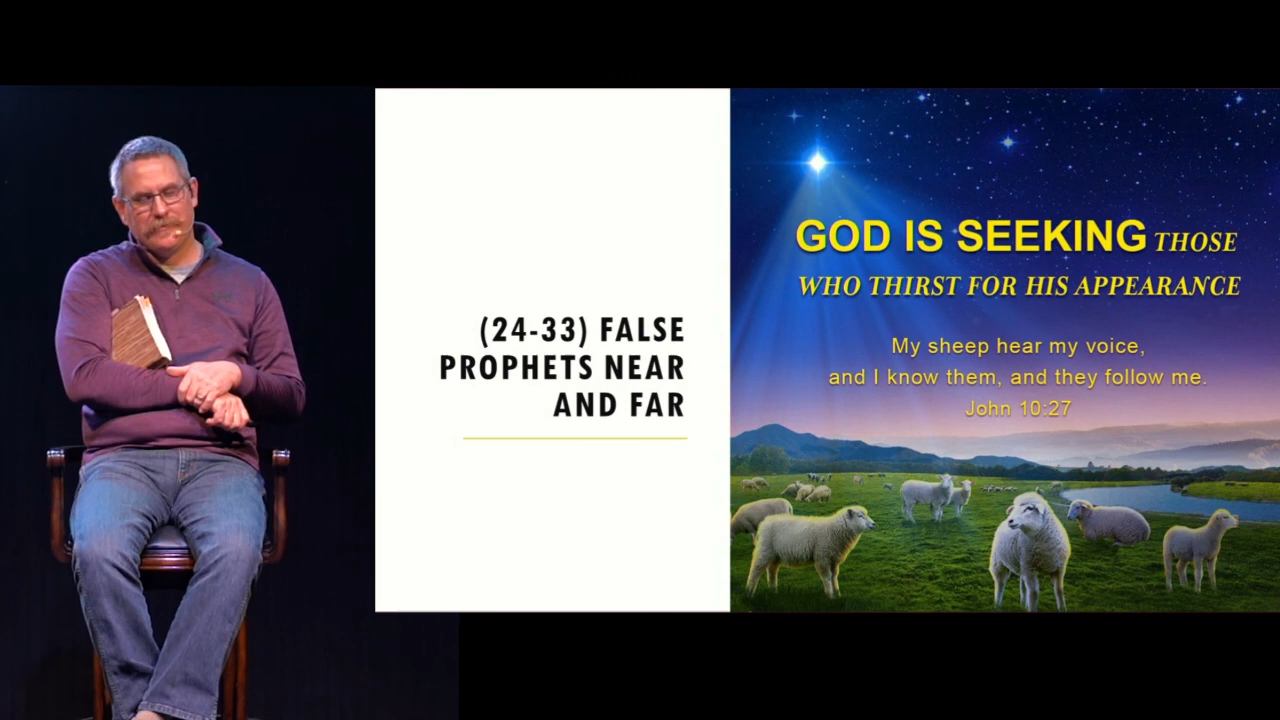 (24-33) FALSE
PROPHETS NEAR
AND FAR
GOD IS SEEKING THOSE
WHO THIRST FOR HIS APPEARANCE
My sheep hear my voice,
and I know them, and they follow me.
John 10:27